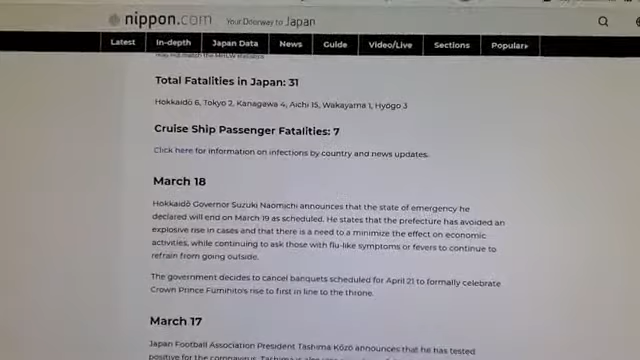 nippon.com Your Doorway to Japan
Latest In-depth Japan Data News Guide Video/Live Sections Popular
Total Fatalities in Japan: 31
Hokkaidō 6, Tokyo 2, Kanagawa 4, Aichi 15, Wakayama 1, Hyogo 3
Cruise Ship Passenger Fatalities: 7
Click here for information on infections by country and news updates.
March 18
Hokkaidō Governor Suzuki Naomichi announces that the state of emergency he
declared will end on March 19 as scheduled. He states that the prefecture has avoided an
explosive rise in cases and that there is a need to a minimize the effect on economic
activities, while continuing to ask those with flu-like symptoms or fevers to continue to
refrain from going outside.
The government decides to cancel banquets scheduled for April 21 to formally celebrate
Crown Prince Fumihito's rise to first in line to the throne.
March 17
Japan Football Association President Tashima Kōzō announces that he has tested
positive for the coronavirus. Tashima is also